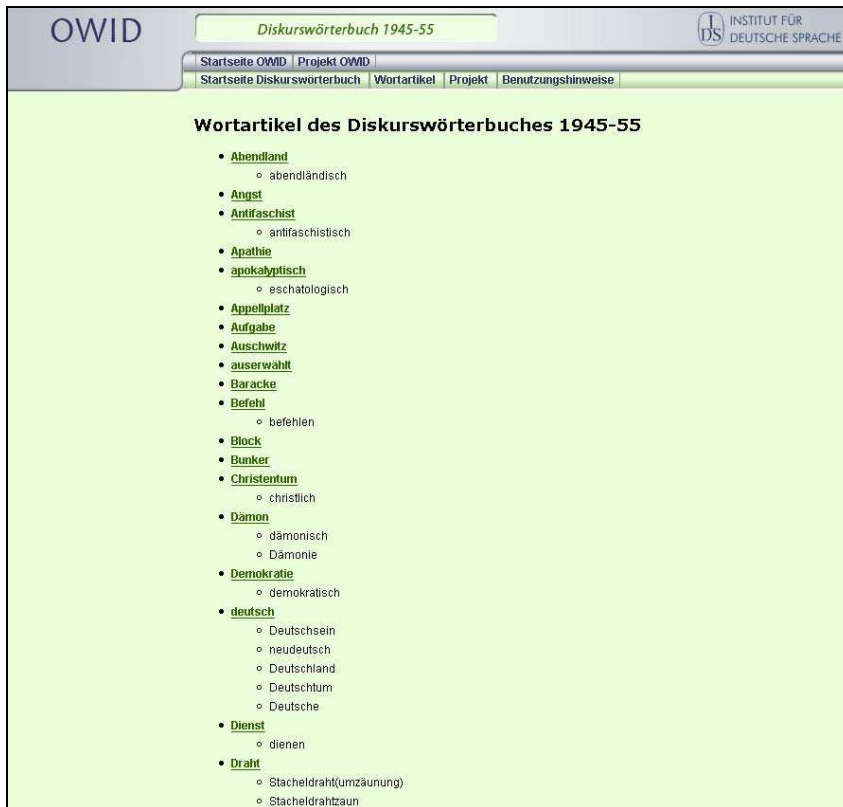 OWID
Diskurswörterbuch 1945-55
IDS INSTITUT FÜR
DEUTSCHE SPRACHE
Startseite OWID | Projekt OWID
Startseite Diskurswörterbuch | Wortartikel | Projekt | Benutzungshinweise
Wortartikel des Diskurswörterbuches 1945-55
• Abendland
◦ abendländisch
• Angst
• Antifaschist
◦ antifaschistisch
• Apathie
• apokalyptisch
◦ eschatologisch
• Appellplatz
• Aufgabe
• Auschwitz
• auserwählt
• Baracke
• Befehl
◦ befehlen
• Block
• Bunker
• Christentum
◦ christlich
• Dämon
◦ dämonisch
◦ Dämonie
• Demokratie
◦ demokratisch
• deutsch
◦ Deutschsein
◦ neudeutsch
◦ Deutschland
◦ Deutschtum
◦ Deutsche
• Dienst
◦ dienen
• Draht
◦ Stacheldraht(umzäunung)
◦ Stacheldrahtzaun